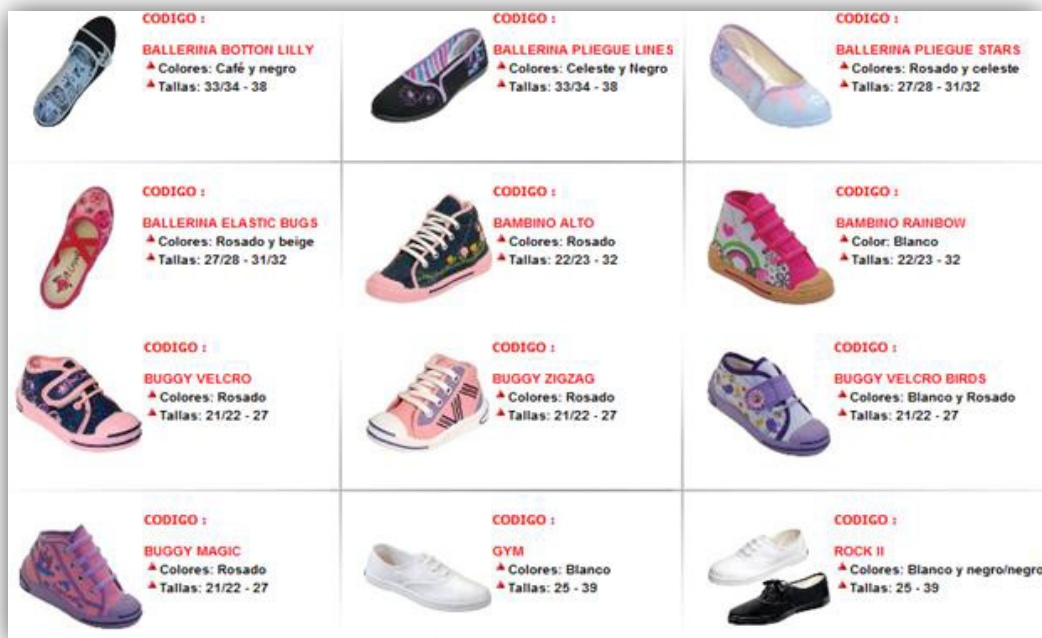 CODIGO :
BALLERINA BOTTON LILLY
Colores: Café y negro
Tallas: 33/34 - 38
CODIGO :
BALLERINA PLIEGUE LINES
Colores: Celeste y Negro
Tallas: 33/34 - 38
CODIGO :
BALLERINA PLIEGUE STARS
Colores: Rosado y celeste
Tallas: 27/28 - 31/32
CODIGO :
BALLERINA ELASTIC BUGS
Colores: Rosado y beige
Tallas: 27/28 - 31/32
CODIGO :
BAMBINO ALTO
Colores: Rosado
Tallas: 22/23 - 32
CODIGO :
BAMBINO RAINBOW
Color: Blanco
Tallas: 22/23 - 32
CODIGO :
BUGGY VELCRO
Colores: Rosado
Tallas: 21/22 - 27
CODIGO :
BUGGY ZIGZAG
Colores: Rosado
Tallas: 21/22 - 27
CODIGO :
BUGGY VELCRO BIRDS
Colores: Blanco y Rosado
Tallas: 21/22 - 27
CODIGO :
BUGGY MAGIC
Colores: Rosado
Tallas: 21/22 - 27
CODIGO :
GYM
Colores: Blanco
Tallas: 25 - 39
CODIGO :
ROCK II
Colores: Blanco y negro/negro
Tallas: 25 - 39